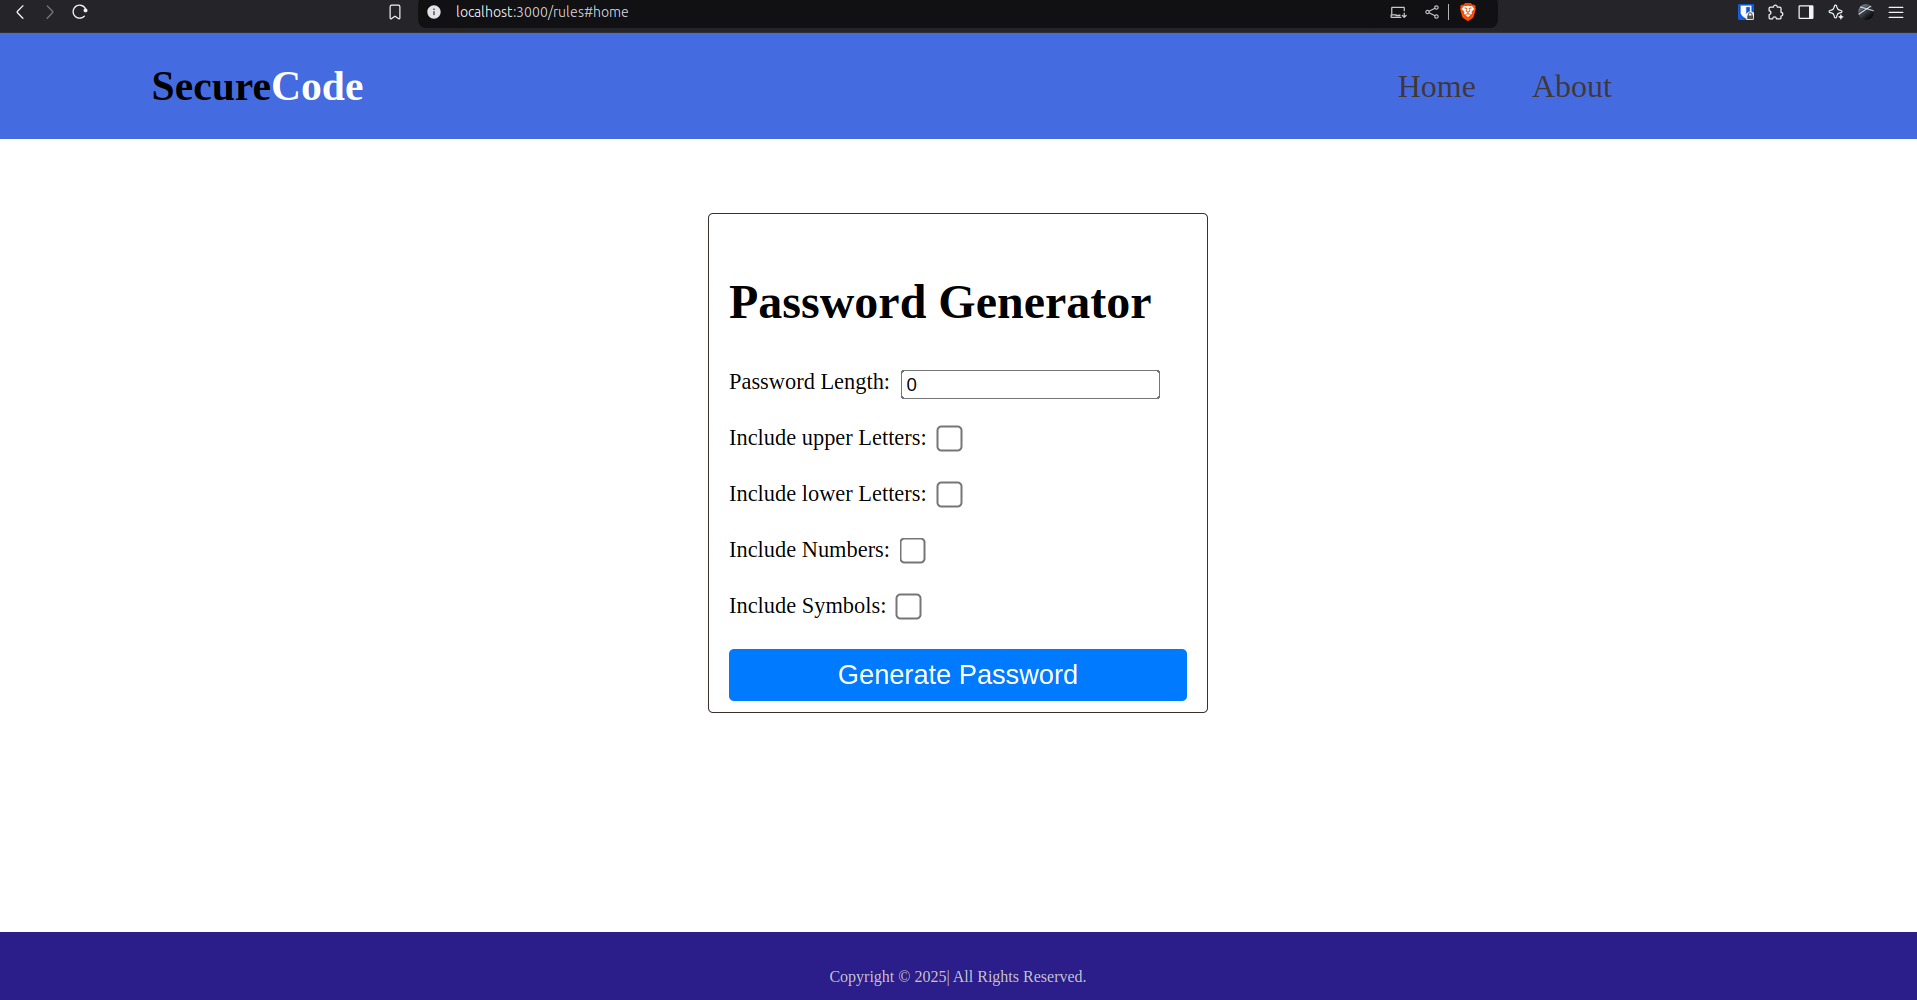 localhost:3000/rules#home
SecureCode
Home
About
Password Generator
Password Length: 0
Include upper Letters:
Include lower Letters:
Include Numbers:
Include Symbols:
Generate Password
Copyright © 2025| All Rights Reserved.